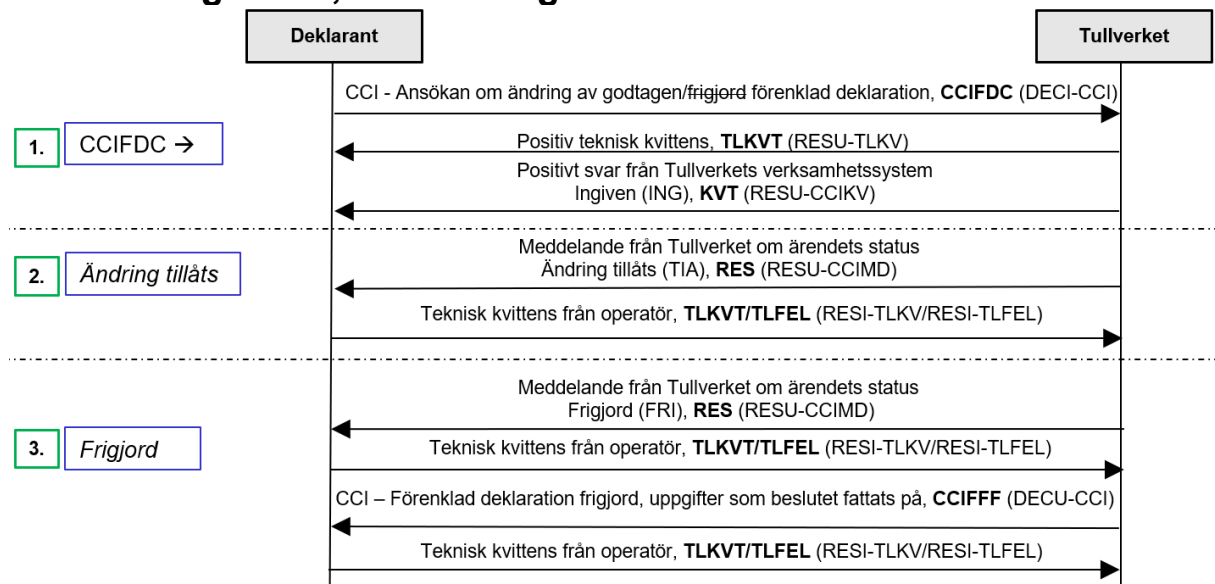 Deklarant
Tullverket
CCI - Ansökan om ändring av godtagen/frigjord förenklad deklaration, CCIFDC (DECI-CCI)
1.
CCIFDC →
Positiv teknisk kvittens, TLKVT (RESU-TLKV)
Positivt svar från Tullverkets verksamhetssystem
Ingiven (ING), KVT (RESU-CCIKV)
2.
Ändring tillåts
Meddelande från Tullverket om ärendets status
Ändring tillåts (TIA), RES (RESU-CCIMD)
Teknisk kvittens från operatör, TLKVT/TLFEL (RESI-TLKV/RESI-TLFEL)
3.
Frigjord
Meddelande från Tullverket om ärendets status
Frigjord (FRI), RES (RESU-CCIMD)
Teknisk kvittens från operatör, TLKVT/TLFEL (RESI-TLKV/RESI-TLFEL)
CCI – Förenklad deklaration frigjord, uppgifter som beslutet fattats på, CCIFFF (DECU-CCI)
Teknisk kvittens från operatör, TLKVT/TLFEL (RESI-TLKV/RESI-TLFEL)